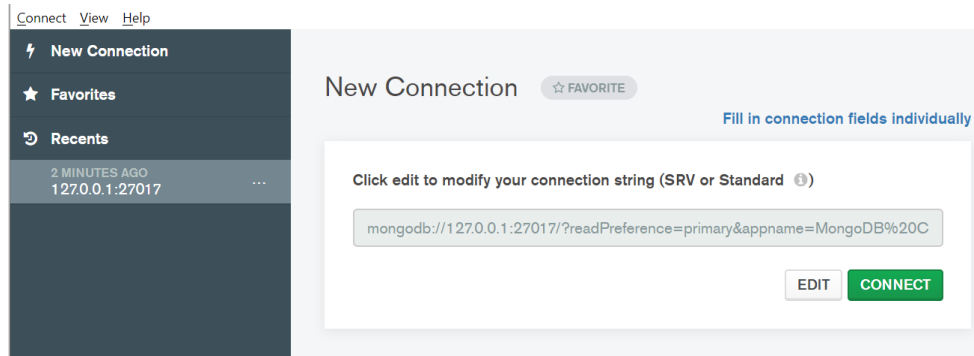 Connect View Help
New Connection
Favorites
Recents
2 MINUTES AGO
127.0.0.1:27017
...
New Connection
FAVORITE
Fill in connection fields individually
Click edit to modify your connection string (SRV or Standard )
mongodb://127.0.0.1:27017/?readPreference=primary&appname=MongoDB%20C
EDIT CONNECT